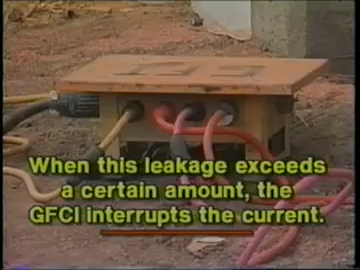 When this leakage exceeds
a certain amount, the
GFCI interrupts the current.